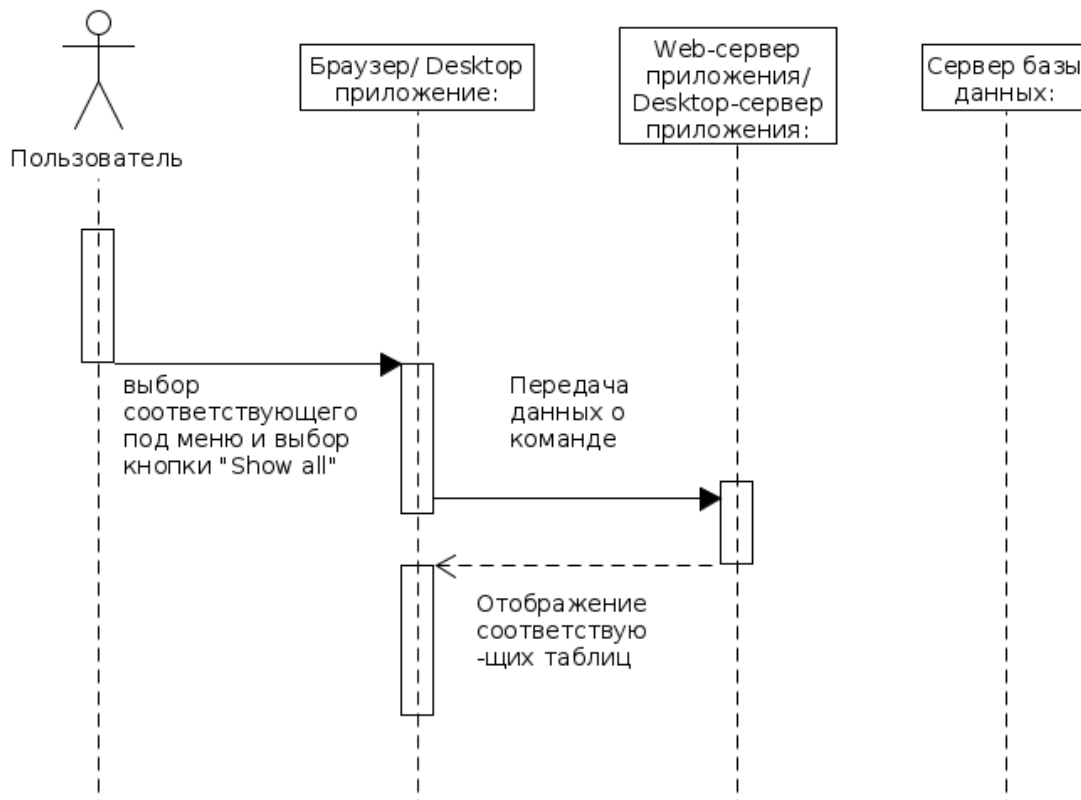 Пользователь
Браузер/ Desktop
приложение:
Web-сервер
приложения/
Desktop-сервер
приложения:
Сервер базы
данных:
выбор
соответствующего
под меню и выбор
кнопки "Show all"
Передача
данных о
команде
Отображение
соответствую
-щих таблиц